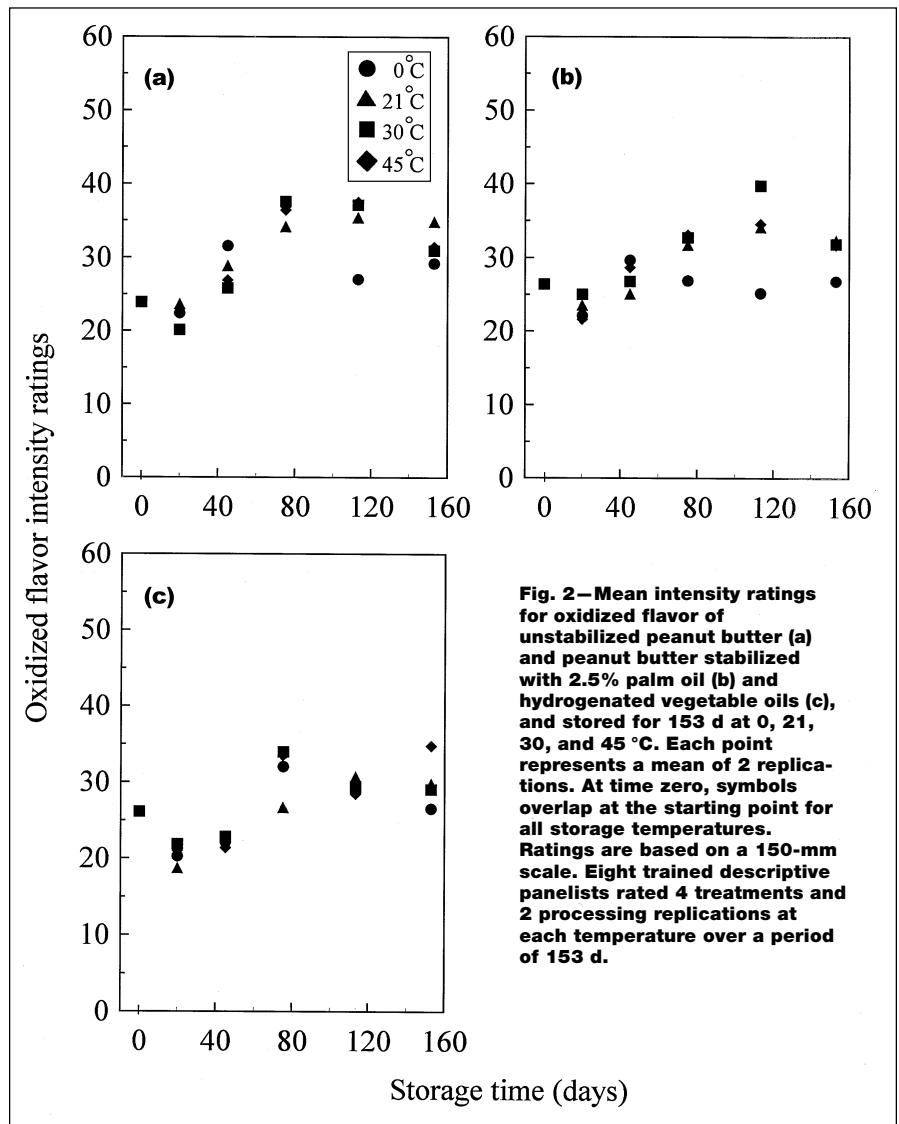 Oxidized flavor intensity ratings
60
50
40
30
20
10
0
(a)
0°C
21°C
30°C
45°C
0 40 80 120 160
60
50
40
30
20
10
0
(b)
0 40 80 120 160
60
50
40
30
20
10
0
(c)
0 40 80 120 160
Storage time (days)
Fig. 2—Mean intensity ratings
for oxidized flavor of
unstabilized peanut butter (a)
and peanut butter stabilized
with 2.5% palm oil (b) and
hydrogenated vegetable oils (c),
and stored for 153 d at 0, 21,
30, and 45 °C. Each point
represents a mean of 2 replica-
tions. At time zero, symbols
overlap at the starting point for
all storage temperatures.
Ratings are based on a 150-mm
scale. Eight trained descriptive
panelists rated 4 treatments and
2 processing replications at
each temperature over a period
of 153 d.